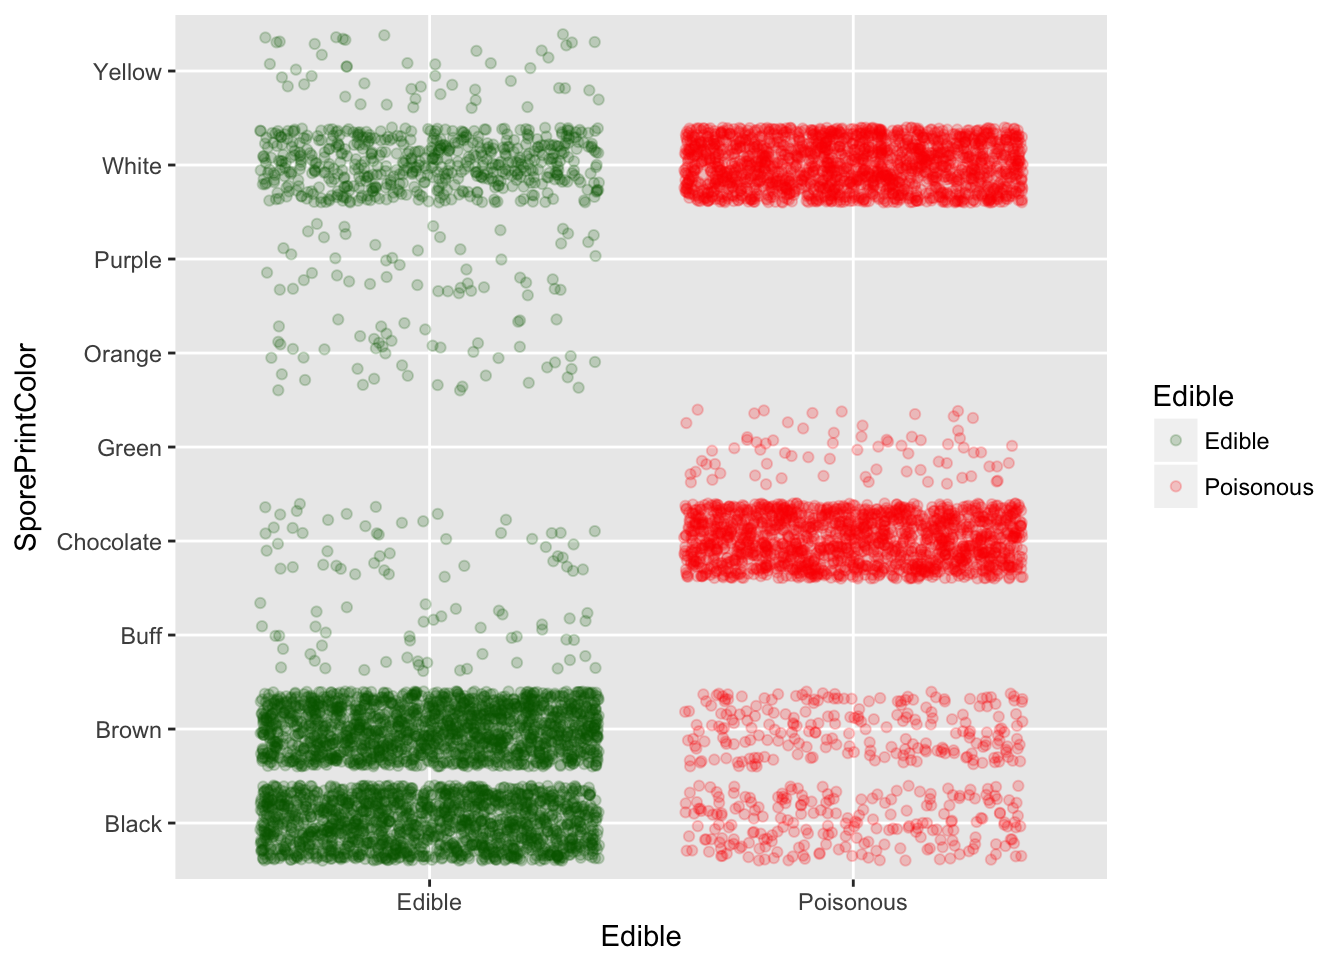 SporePrintColor
Yellow
White
Purple
Orange
Green
Chocolate
Buff
Brown
Black
Edible
Poisonous
Edible
Edible
Edible
Poisonous